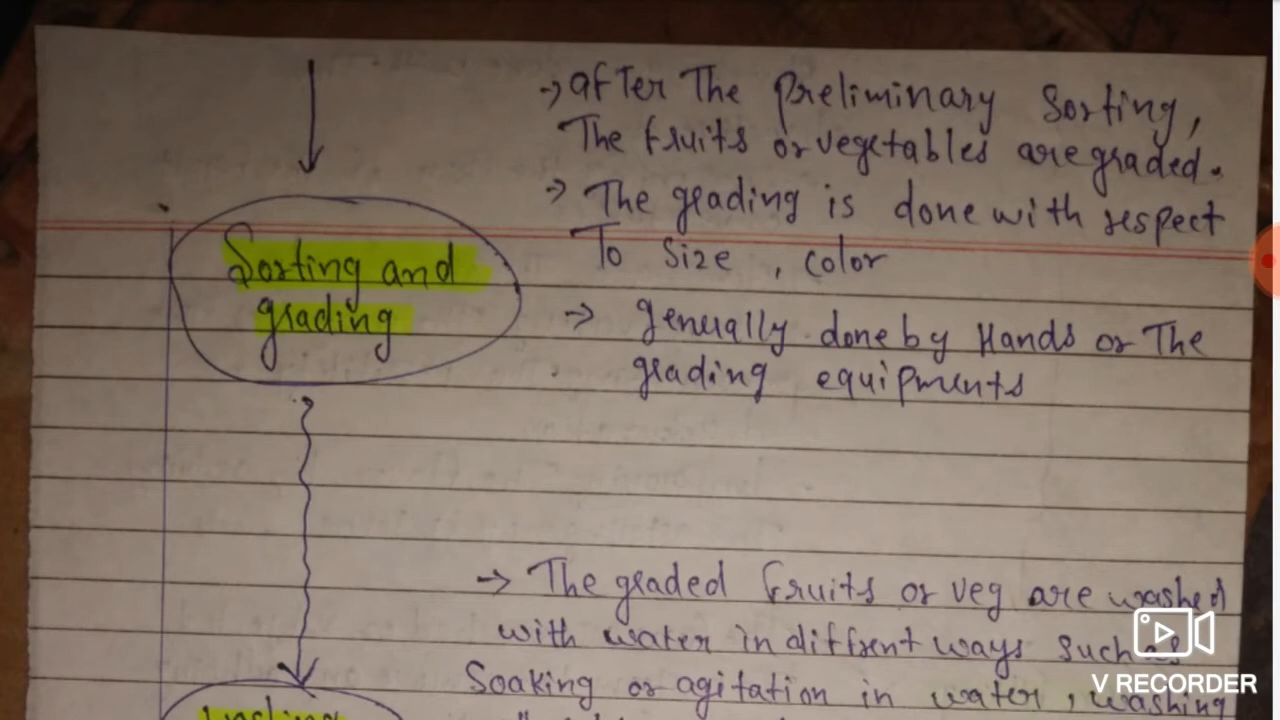 → after The Preliminary Sorting,
The fruits or vegetables are graded.
→ The grading is done with respect
To Size , color
Sorting and
grading
→ generally done by Hands or The
grading equipments
→ The graded fruits or veg are washed
with water in diffrent ways such as
Soaking or agitation in water , washing
V RECORDER